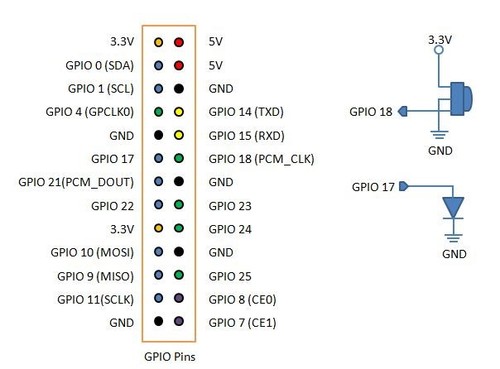 3.3V 5V
GPIO 0 (SDA) 5V
GPIO 1 (SCL) GND
GPIO 4 (GPCLK0) GPIO 14 (TXD)
GND GPIO 15 (RXD)
GPIO 17 GPIO 18 (PCM_CLK)
GPIO 21(PCM_DOUT) GND
GPIO 22 GPIO 23
3.3V GPIO 24
GPIO 10 (MOSI) GND
GPIO 9 (MISO) GPIO 25
GPIO 11(SCLK) GPIO 8 (CE0)
GND GPIO 7 (CE1)
GPIO Pins
3.3V
GPIO 18
GND
GPIO 17
GND